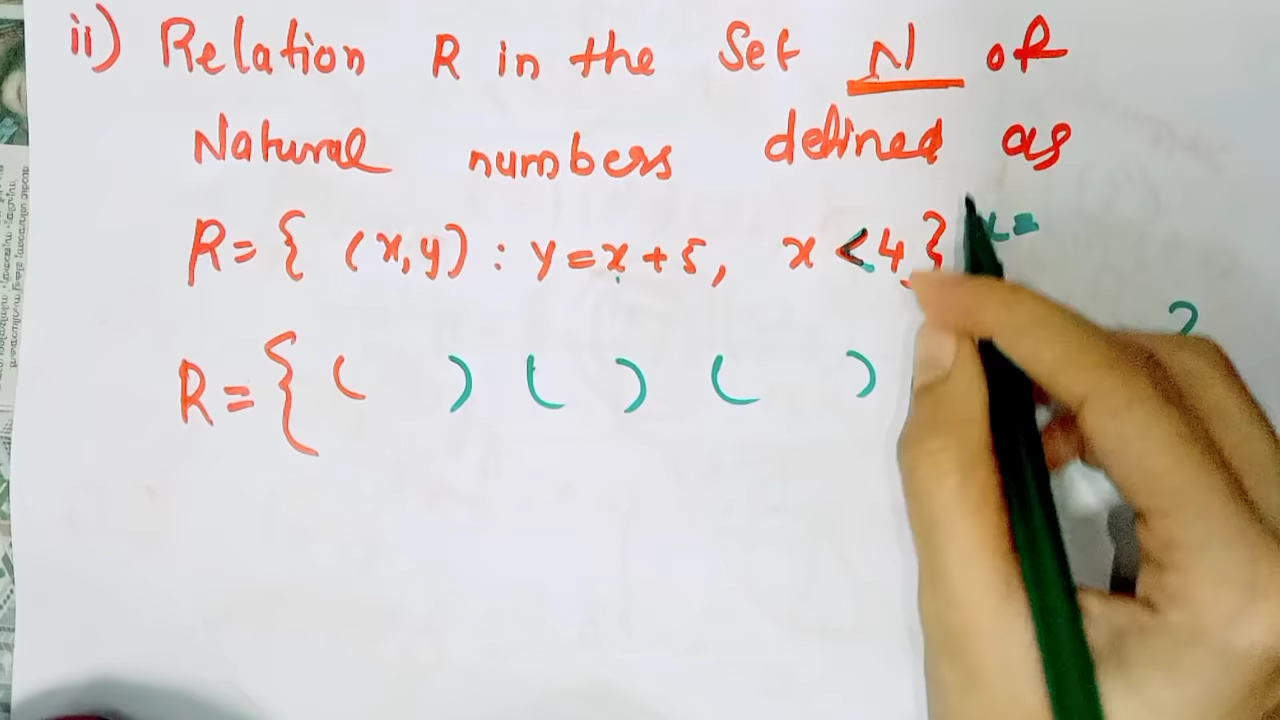 ii) Relation R in the Set N of
Natural numbers defined as
R = { (x,y) : y = x + 5, x < 4 } x =
R = { ( ) ( ) ( )